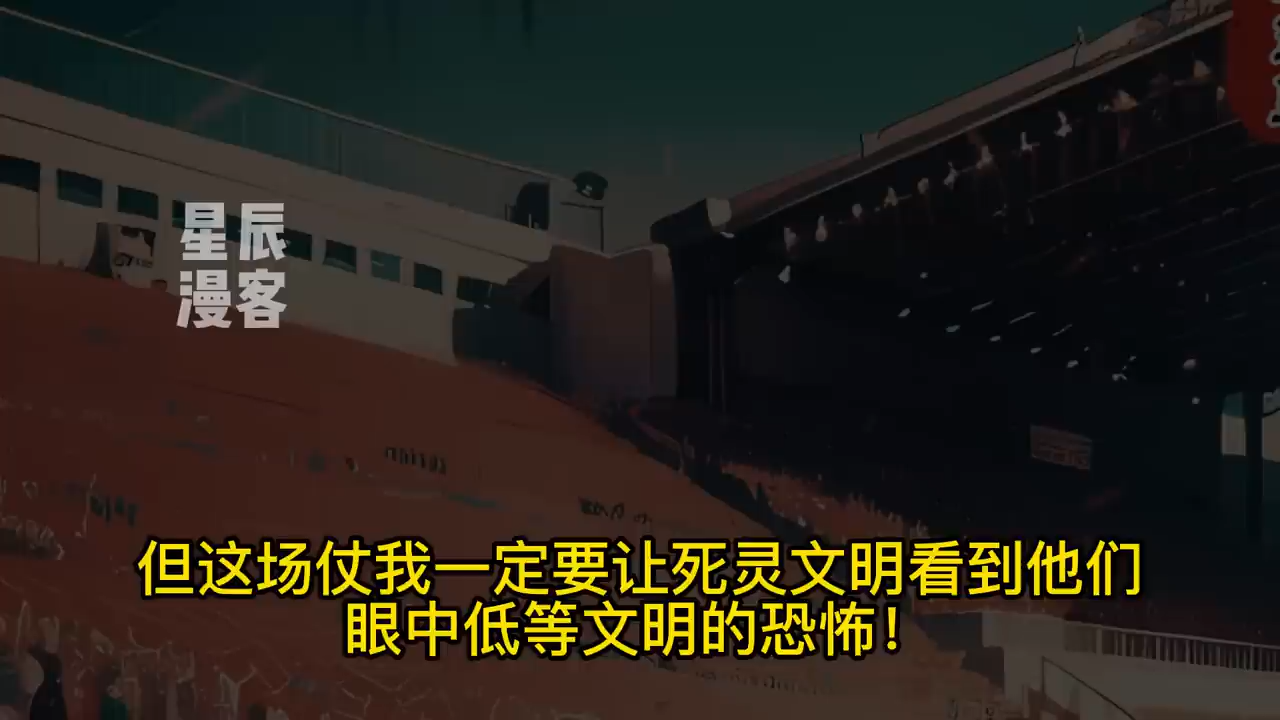 星辰
漫客
但这场仗我一定要让死灵文明看到他们
眼中低等文明的恐怖！